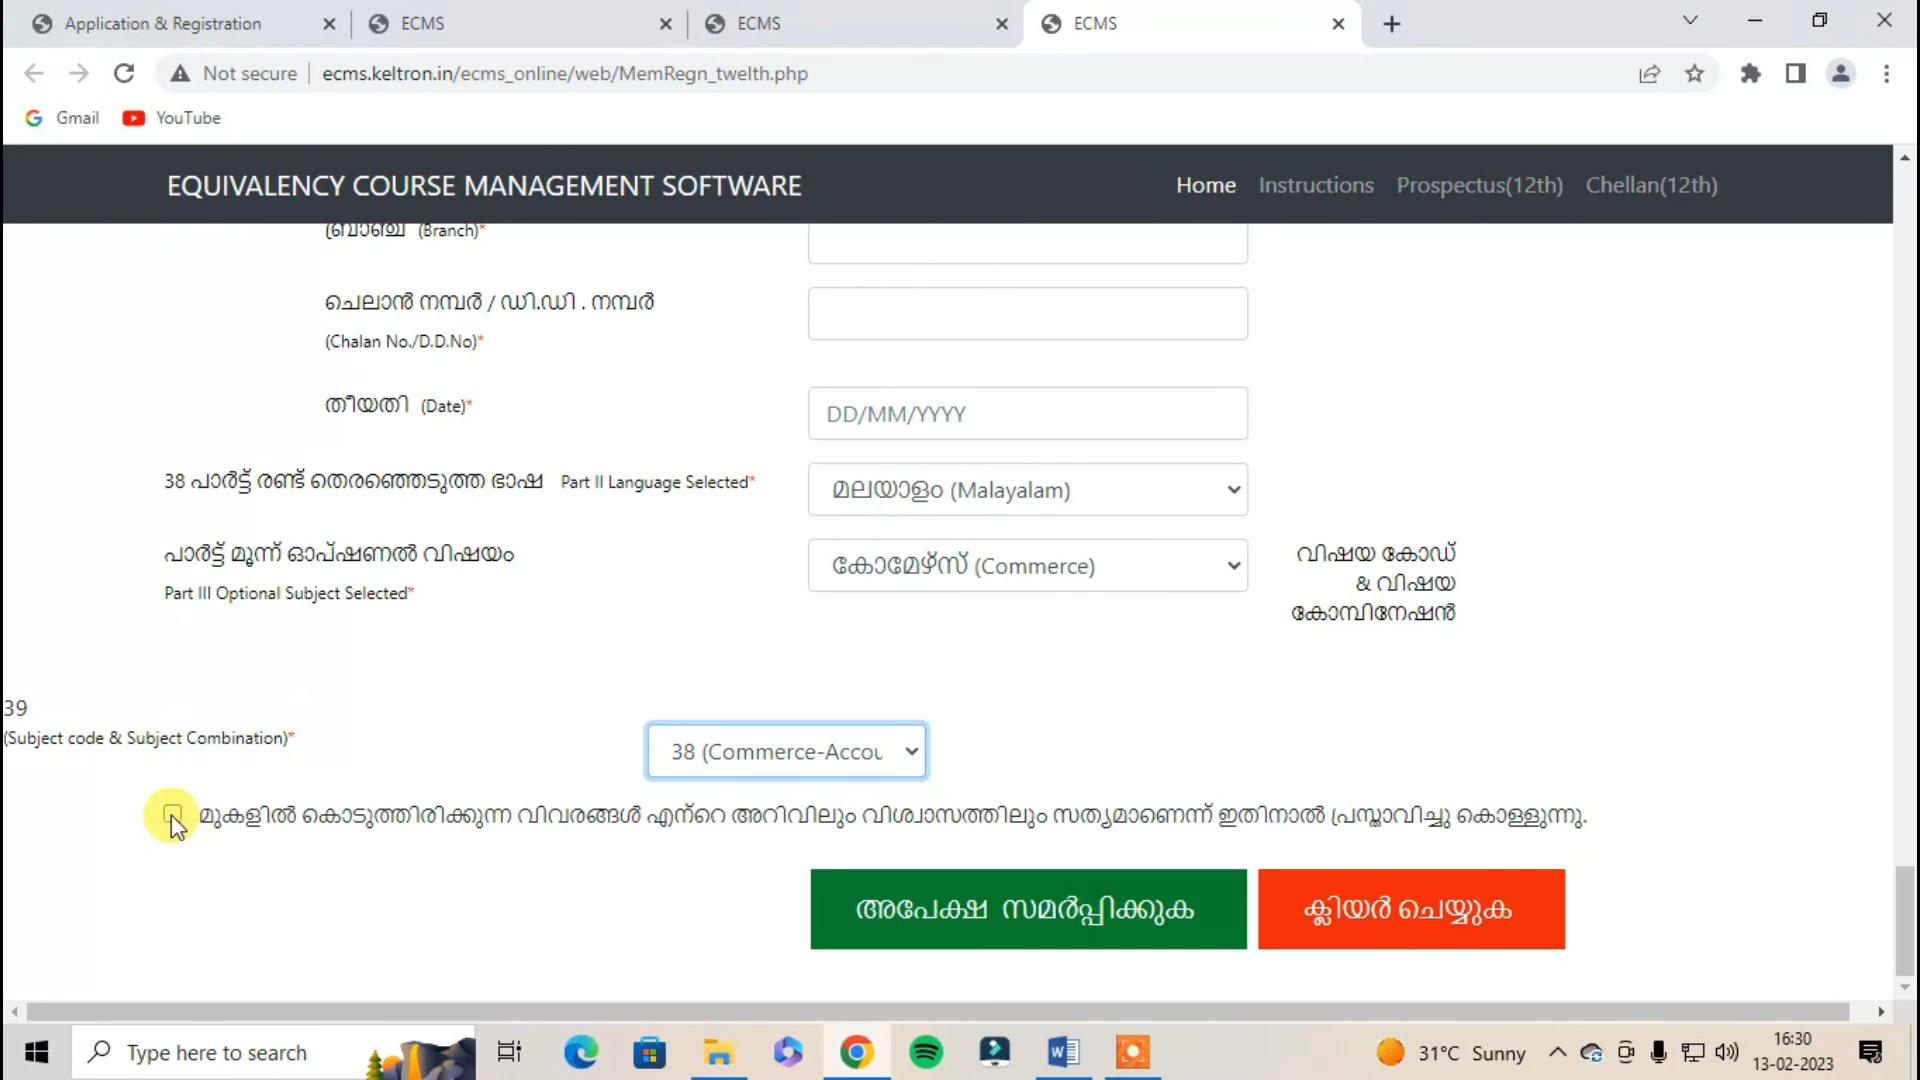 Application & Registration
ECMS
ECMS
ECMS
Not secure
ecms.keltron.in/ecms_online/web/MemRegn_twelth.php
Gmail
YouTube
EQUIVALENCY COURSE MANAGEMENT SOFTWARE
Home Instructions Prospectus(12th) Chellan(12th)
ബ്രാഞ്ച് (Branch)*
ചെലാൻ നമ്പർ / ഡി.ഡി . നമ്പർ
(Chalan No./D.D.No)*
തീയതി (Date)*
DD/MM/YYYY
38 പാർട്ട് രണ്ട് തെരഞ്ഞെടുത്ത ഭാഷ Part II Language Selected*
മലയാളം (Malayalam)
പാർട്ട് മൂന്ന് ഓപ്ഷണൽ വിഷയം
Part III Optional Subject Selected*
കോമേഴ്സ് (Commerce)
വിഷയ കോഡ്
& വിഷയ
കോമ്പിനേഷൻ
39
(Subject code & Subject Combination)*
38 (Commerce-Accou
മുകളിൽ കൊടുത്തിരിക്കുന്ന വിവരങ്ങൾ എൻ്റെ അറിവിലും വിശ്വാസത്തിലും സത്യമാണെന്ന് ഇതിനാൽ പ്രസ്താവിച്ചു കൊള്ളുന്നു.
അപേക്ഷ സമർപ്പിക്കുക
ക്ലിയർ ചെയ്യുക
Type here to search
31°C Sunny
16:30
13-02-2023